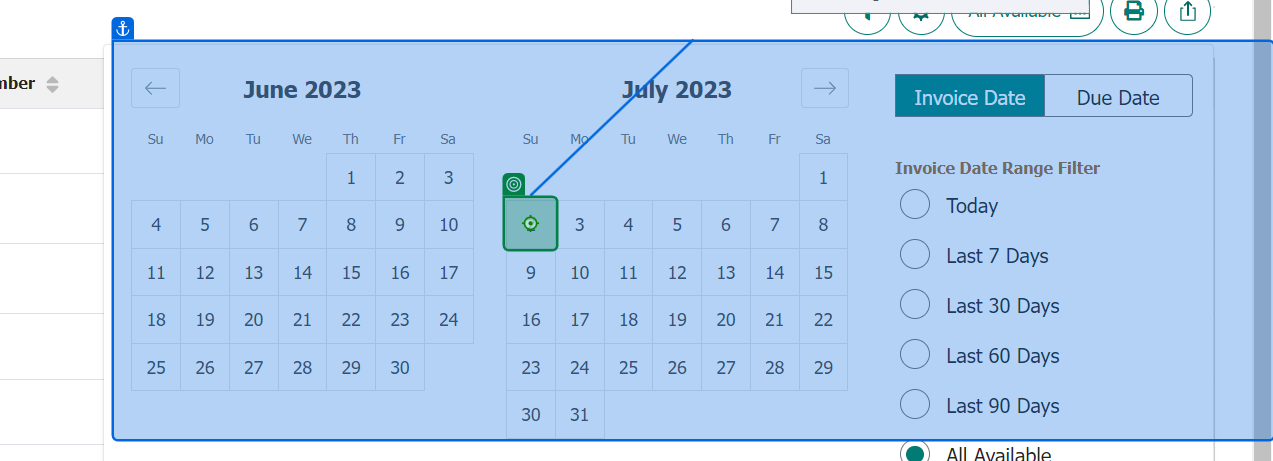 All Available
mber
June 2023
July 2023
Invoice Date
Due Date
Su Mo Tu We Th Fr Sa
Su Mo Tu We Th Fr Sa
Invoice Date Range Filter
1 2 3
1
Today
4 5 6 7 8 9 10
3 4 5 6 7 8
Last 7 Days
11 12 13 14 15 16 17
9 10 11 12 13 14 15
Last 30 Days
18 19 20 21 22 23 24
16 17 18 19 20 21 22
Last 60 Days
25 26 27 28 29 30
23 24 25 26 27 28 29
Last 90 Days
30 31
All Available